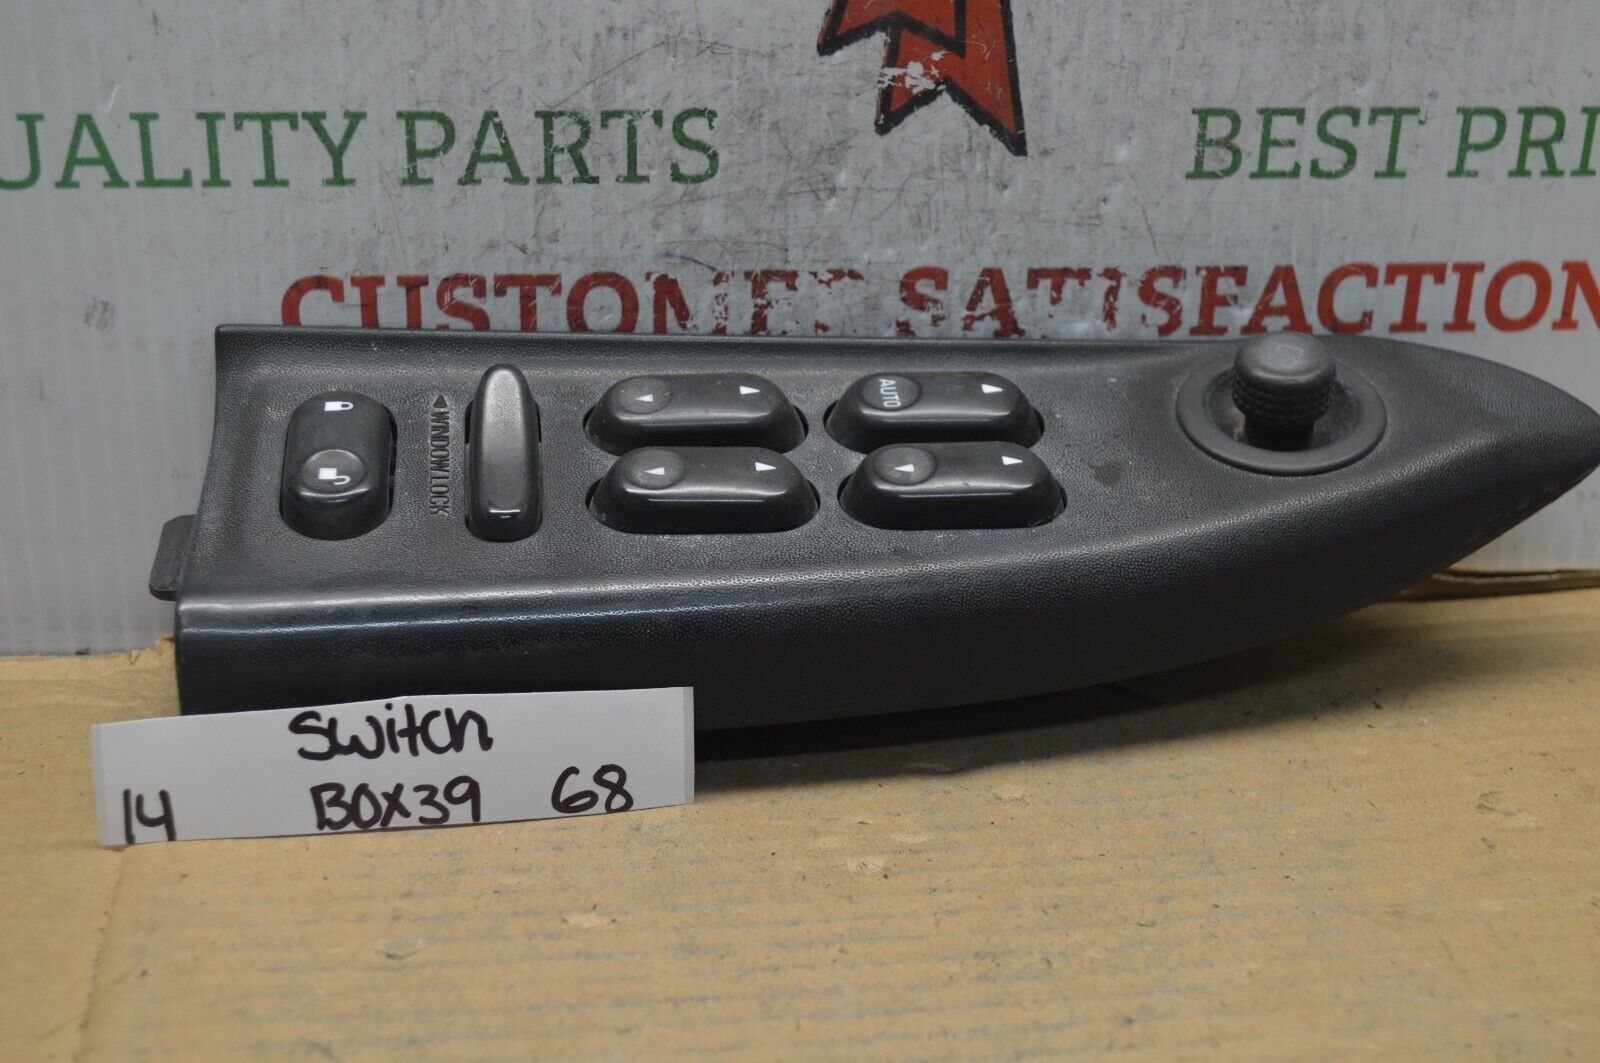 UALITY PARTS
BEST PRI
CUSTOMER SATISFACTION
WINDOW LOCK
AUTO
Switch
14 BOX39 68